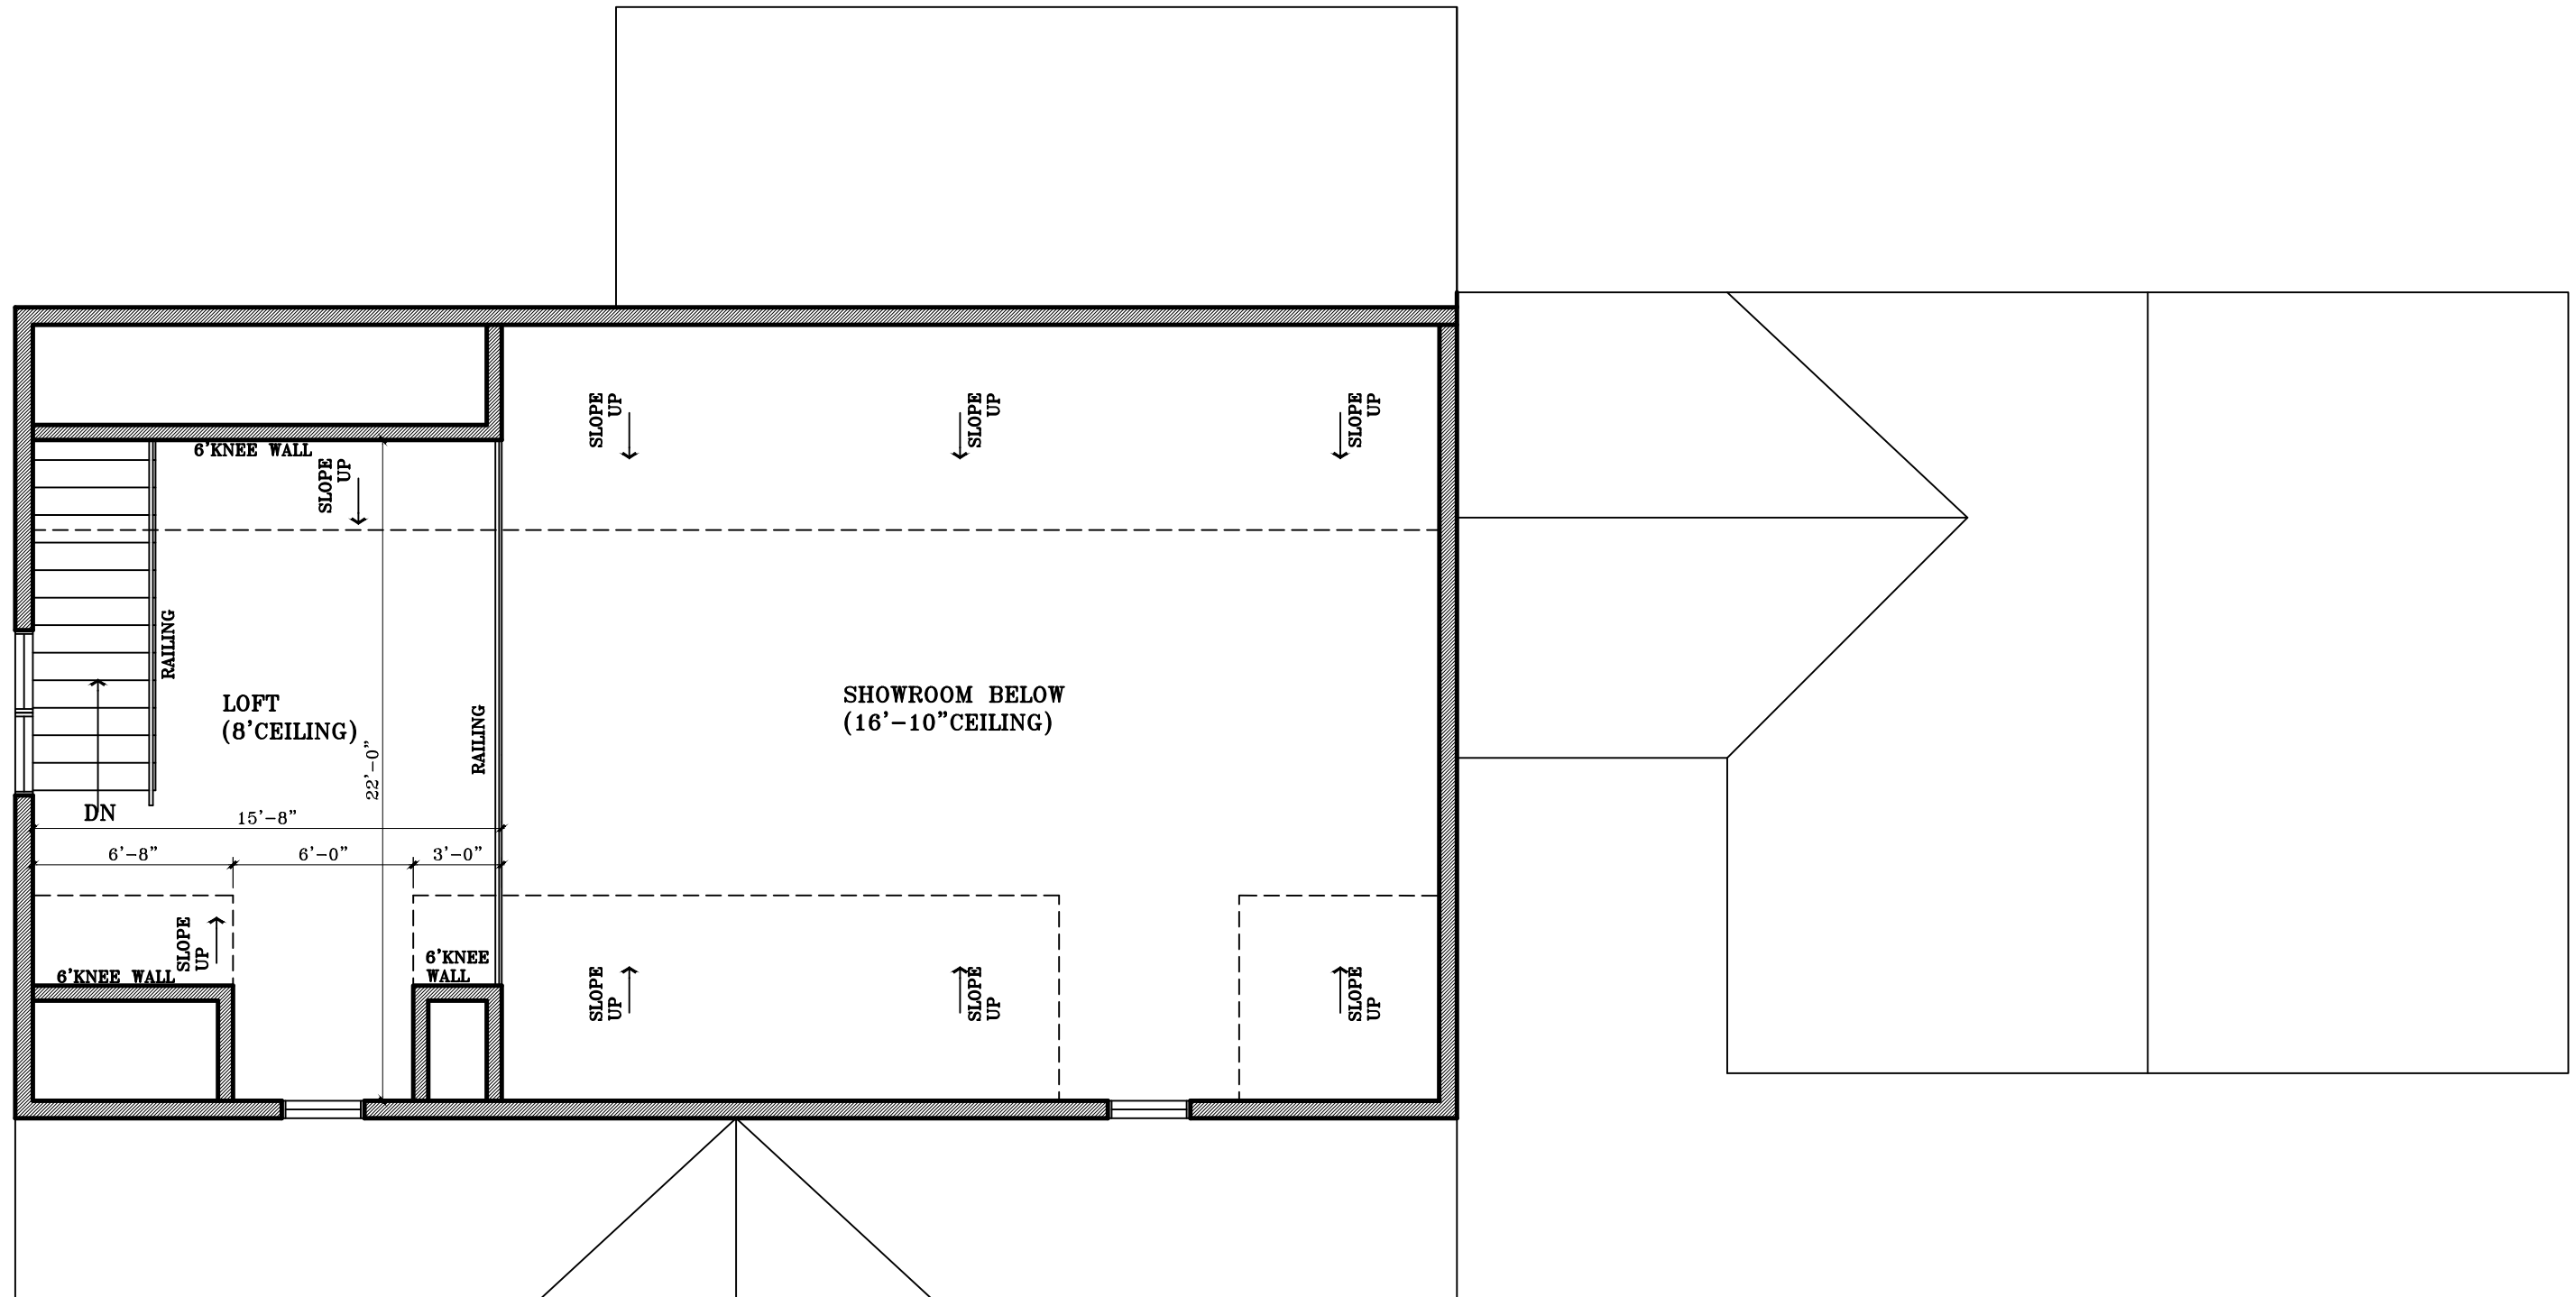 SLOPE
UP
SLOPE
UP
SLOPE
UP
6'KNEE WALL
SLOPE
UP
RAILING
LOFT
(8'CEILING)
RAILING
22'-0"
SHOWROOM BELOW
(16'-10"CEILING)
DN
15'-8"
6'-8"
6'-0"
3'-0"
SLOPE
UP
6'KNEE WALL
6'KNEE
WALL
SLOPE
UP
SLOPE
UP
SLOPE
UP